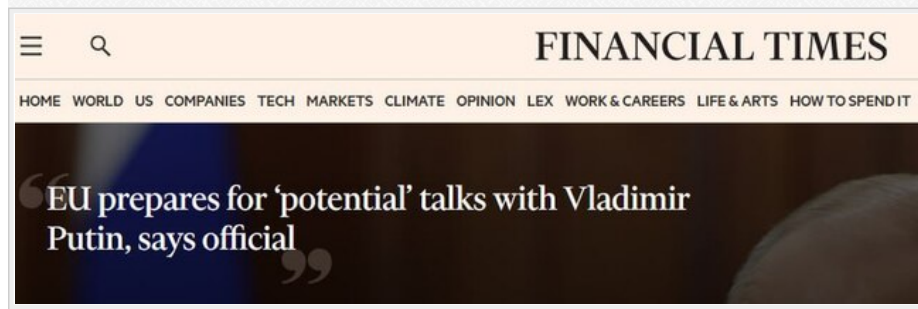 FINANCIAL TIMES
HOME WORLD US COMPANIES TECH MARKETS CLIMATE OPINION LEX WORK & CAREERS LIFE & ARTS HOW TO SPEND IT
“EU prepares for ‘potential’ talks with Vladimir
Putin, says official”